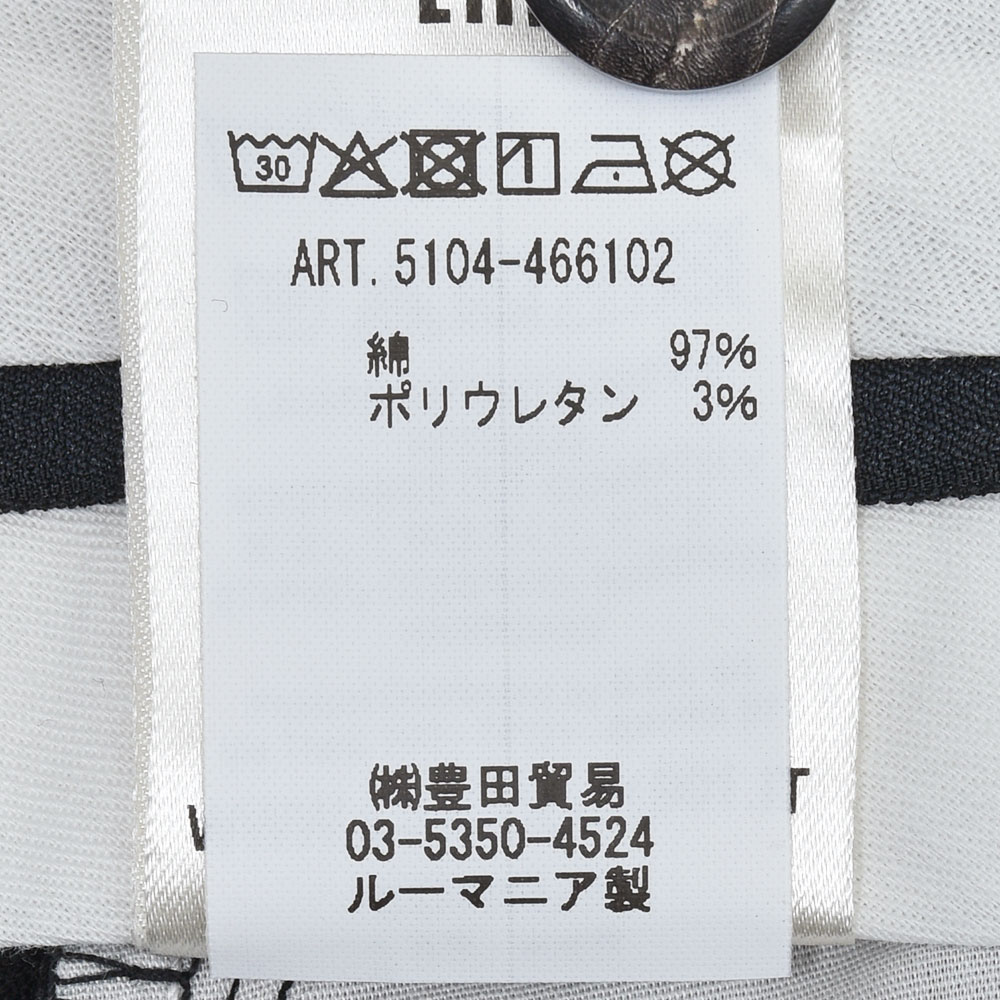 30
ART. 5104-466102
綿 97%
ポリウレタン 3%
㈱豊田貿易
03-5350-4524
ルーマニア製